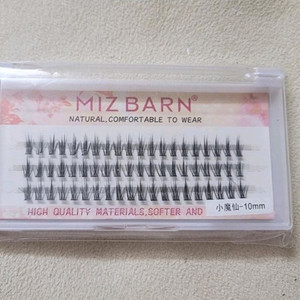 MIZ BARN®
NATURAL,COMFORTABLE TO WEAR
小魔仙-10mm
HIGH QUALITY MATERIALS,SOFTER AND